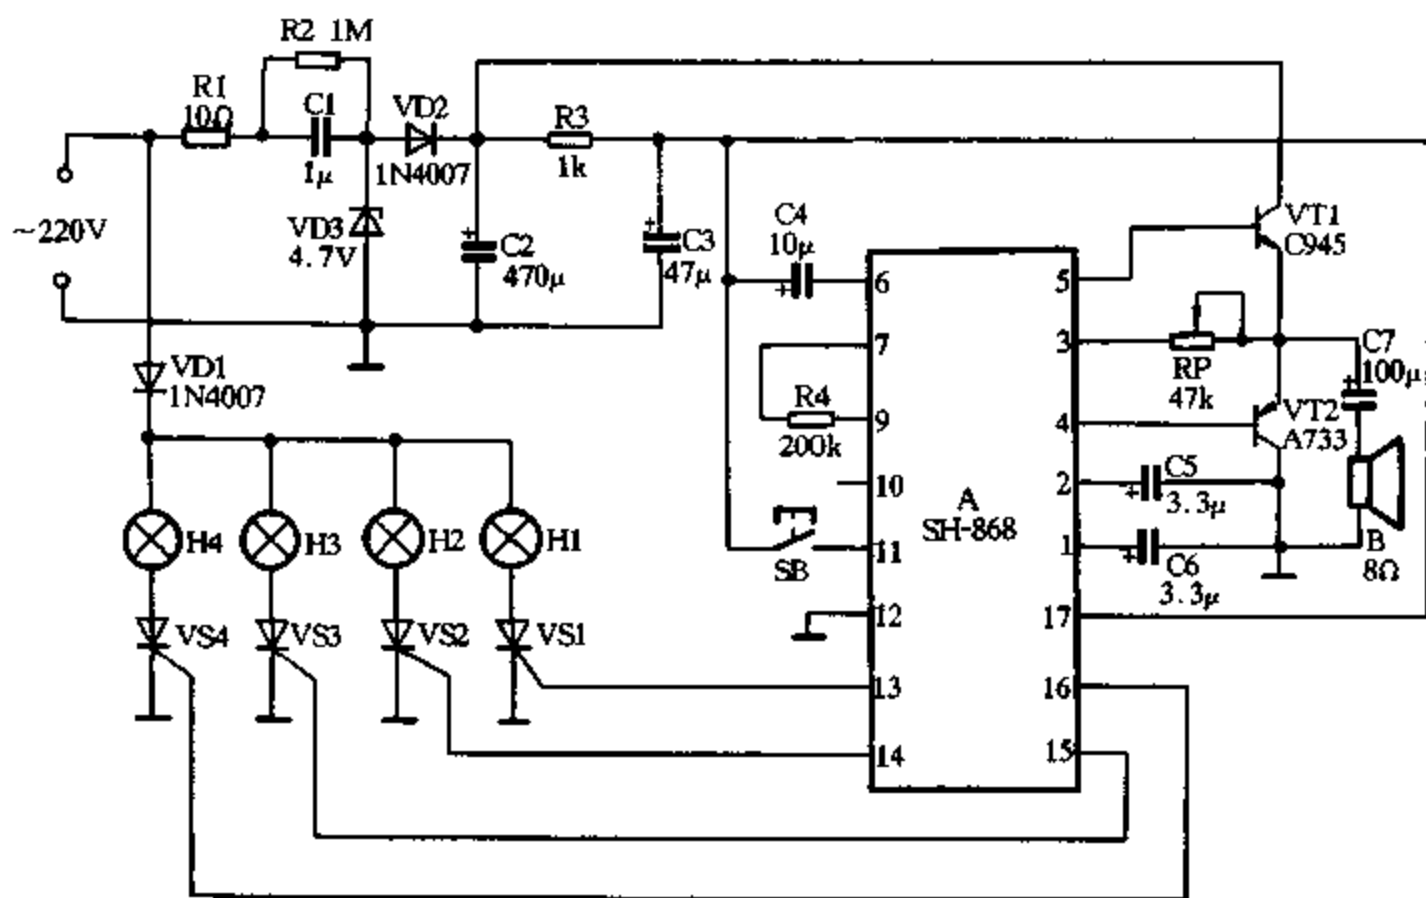 R2 1M
R1
10Ω
C1
1μ
VD2
1N4007
R3
1k
~220V
VD3
4.7V
C2
470μ
C3
47μ
C4
10μ
VT1
C945
VD1
1N4007
R4
200k
RP
47k
C7
100μ
VT2
A733
C5
3.3μ
C6
3.3μ
B
8Ω
A
SH-868
SB
6
7
9
10
11
12
13
14
5
3
4
2
1
17
16
15
H4
H3
H2
H1
VS4
VS3
VS2
VS1
+
+
+
+
+
+